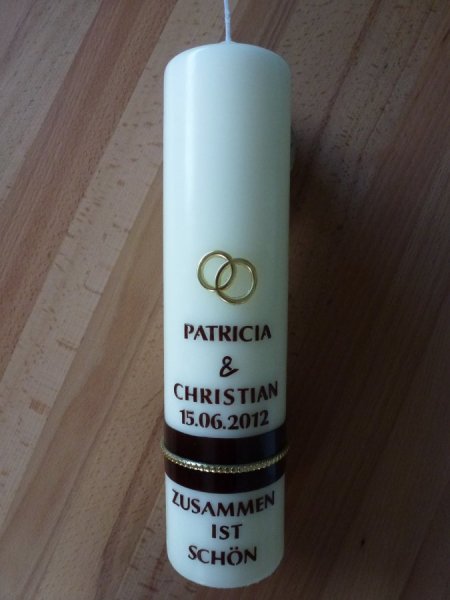 PATRICIA
&
CHRISTIAN
15.06.2012
ZUSAMMEN
IST
SCHÖN